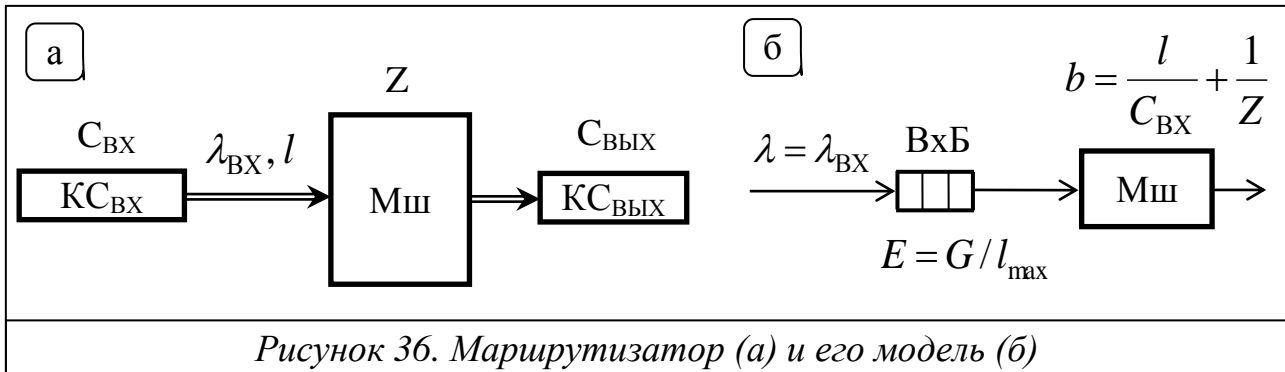 а
Z
C_ВХ
λ_ВХ, l
C_ВЫХ
КС_ВХ
Мш
КС_ВЫХ
б
b = l/C_ВХ + 1/Z
λ = λ_ВХ
ВхБ
Мш
E = G / l_max
Рисунок 36. Маршрутизатор (а) и его модель (б)